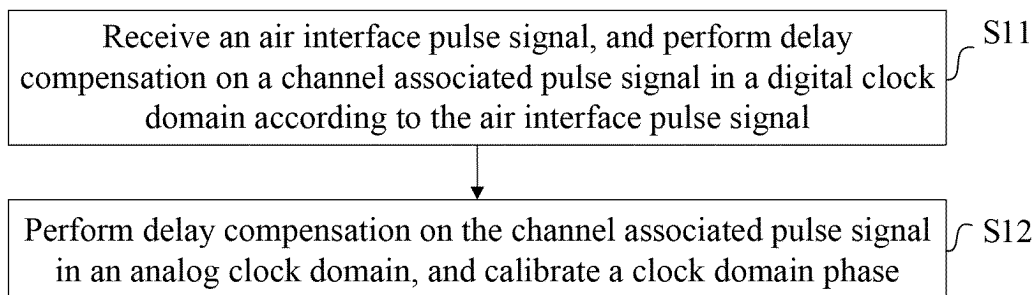 Receive an air interface pulse signal, and perform delay
compensation on a channel associated pulse signal in a digital clock
domain according to the air interface pulse signal
S11
Perform delay compensation on the channel associated pulse signal
in an analog clock domain, and calibrate a clock domain phase
S12